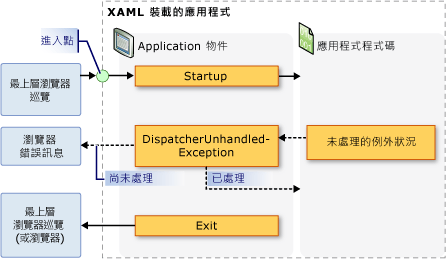 XAML 裝載的應用程式
進入點
Application 物件
應用程式程式碼
最上層瀏覽器
巡覽
Startup
瀏覽器
錯誤訊息
DispatcherUnhandled-
Exception
未處理的例外狀況
尚未處理
已處理
最上層
瀏覽器巡覽
(或瀏覽器)
Exit